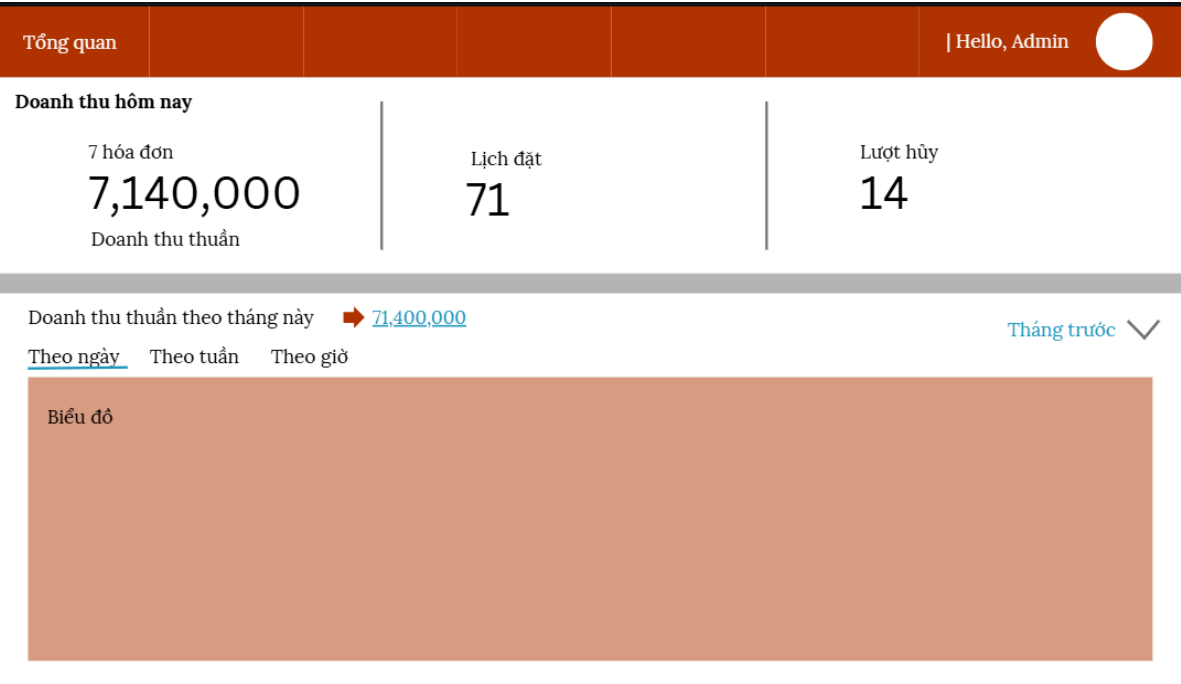 Tổng quan
| Hello, Admin
Doanh thu hôm nay
7 hóa đơn
7,140,000
Doanh thu thuần
Lịch đặt
71
Lượt hủy
14
Doanh thu thuần theo tháng này
71,400,000
Tháng trước
Theo ngày Theo tuần Theo giờ
Biểu đồ